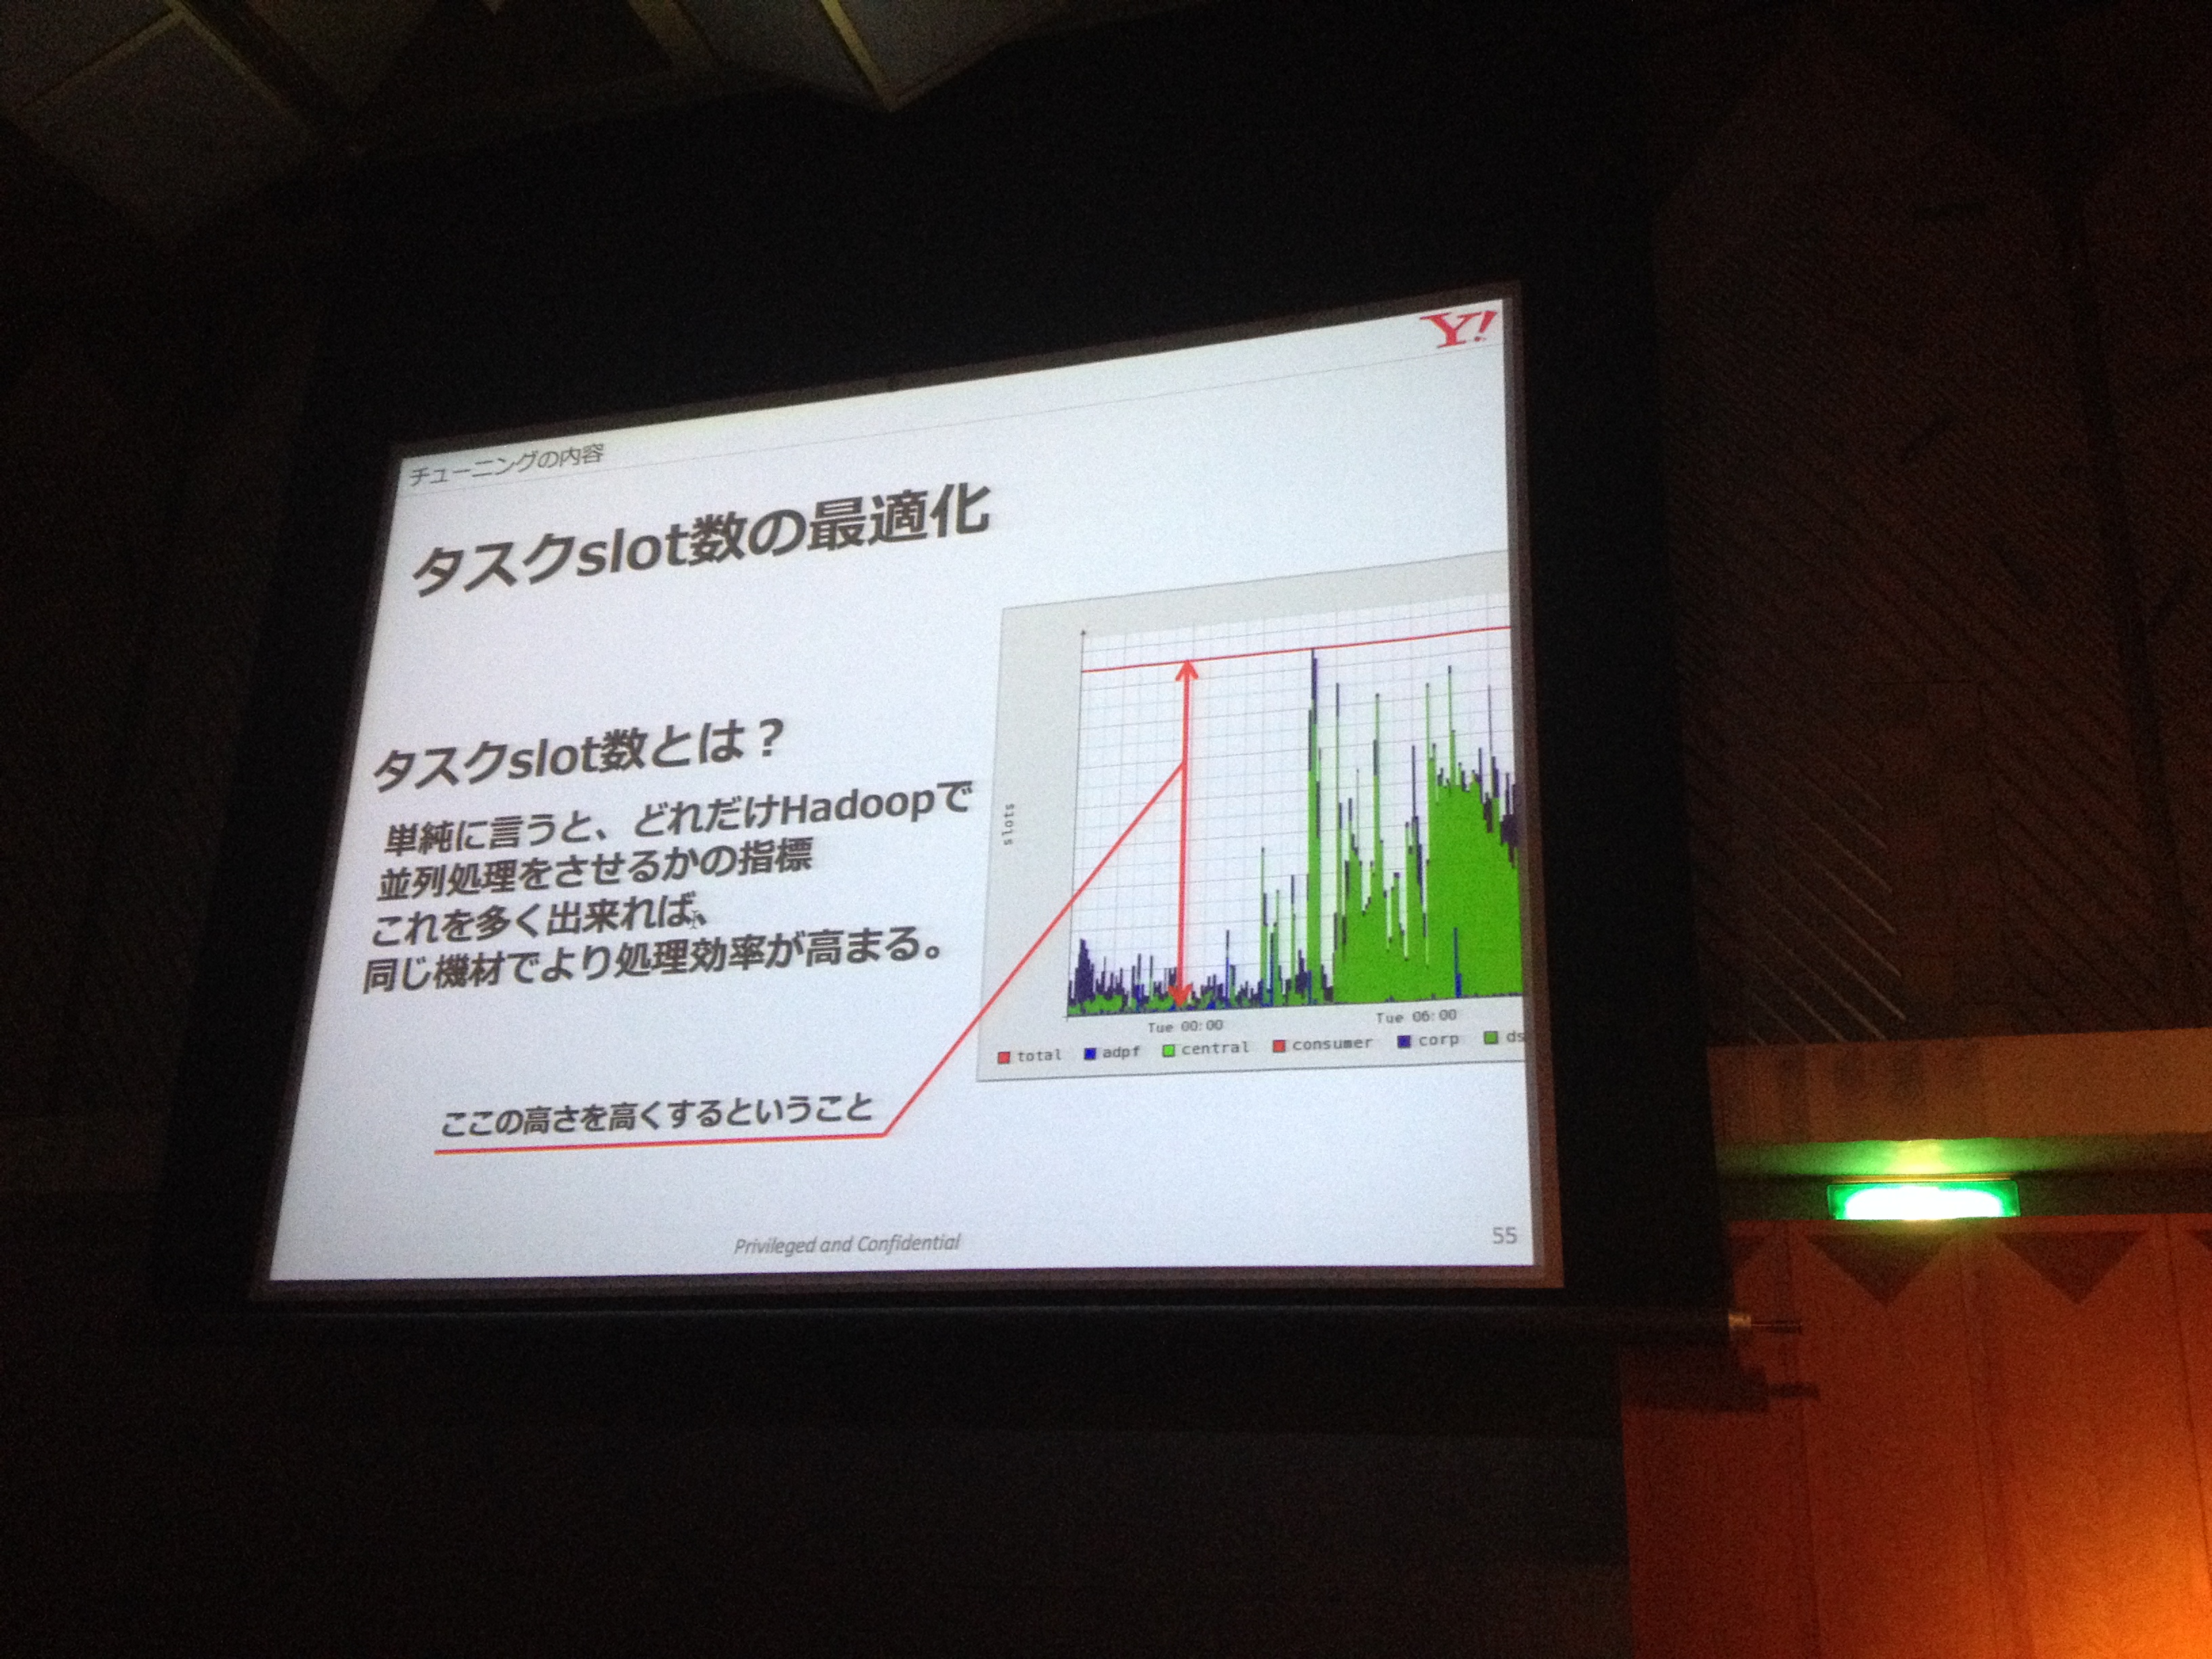 Y!
チューニングの内容
タスクslot数の最適化
タスクslot数とは？
単純に言うと、どれだけHadoopで
並列処理をさせるかの指標
これを多く出来れば、
同じ機材でより処理効率が高まる。
slots
Tue 00:00 Tue 06:00
total adpf central consumer corp ds
ここの高さを高くするということ
Privileged and Confidential
55